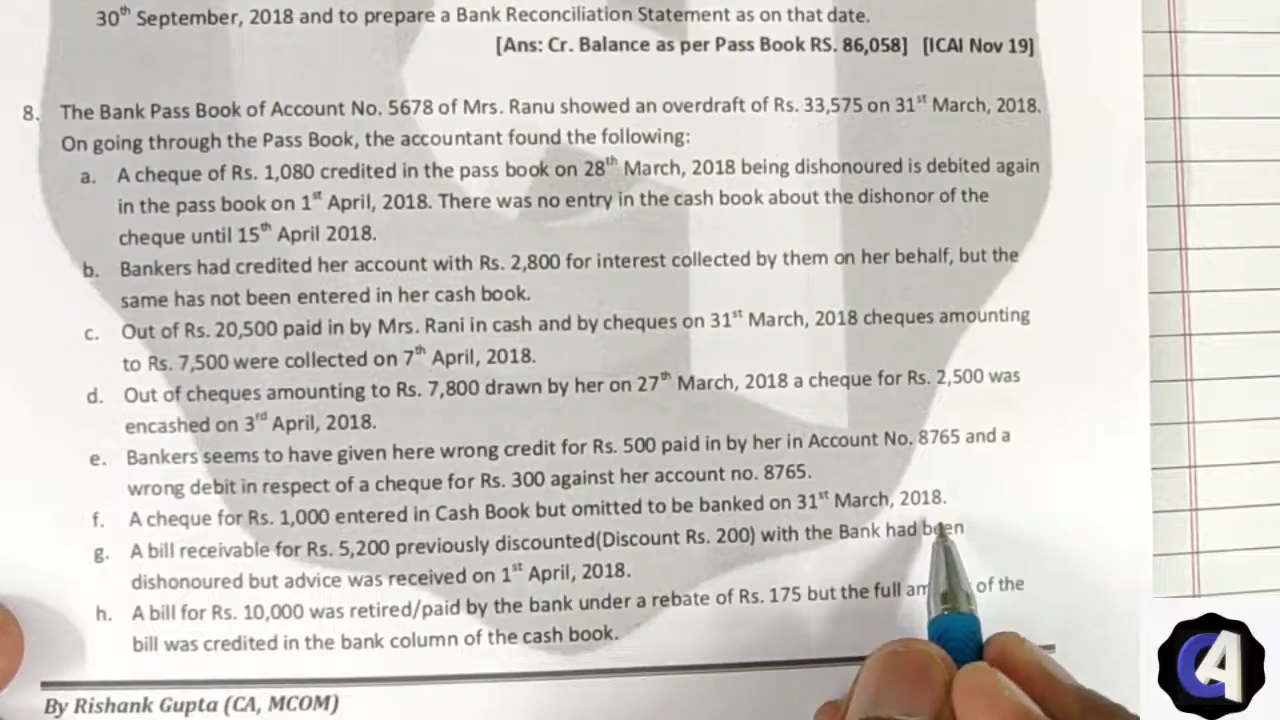 30th September, 2018 and to prepare a Bank Reconciliation Statement as on that date.
[Ans: Cr. Balance as per Pass Book RS. 86,058] [ICAI Nov 19]
8. The Bank Pass Book of Account No. 5678 of Mrs. Ranu showed an overdraft of Rs. 33,575 on 31st March, 2018.
On going through the Pass Book, the accountant found the following:
a. A cheque of Rs. 1,080 credited in the pass book on 28th March, 2018 being dishonoured is debited again
in the pass book on 1st April, 2018. There was no entry in the cash book about the dishonor of the
cheque until 15th April 2018.
b. Bankers had credited her account with Rs. 2,800 for interest collected by them on her behalf, but the
same has not been entered in her cash book.
c. Out of Rs. 20,500 paid in by Mrs. Rani in cash and by cheques on 31st March, 2018 cheques amounting
to Rs. 7,500 were collected on 7th April, 2018.
d. Out of cheques amounting to Rs. 7,800 drawn by her on 27th March, 2018 a cheque for Rs. 2,500 was
encashed on 3rd April, 2018.
e. Bankers seems to have given here wrong credit for Rs. 500 paid in by her in Account No. 8765 and a
wrong debit in respect of a cheque for Rs. 300 against her account no. 8765.
f. A cheque for Rs. 1,000 entered in Cash Book but omitted to be banked on 31st March, 2018.
g. A bill receivable for Rs. 5,200 previously discounted(Discount Rs. 200) with the Bank had been
dishonoured but advice was received on 1st April, 2018.
h. A bill for Rs. 10,000 was retired/paid by the bank under a rebate of Rs. 175 but the full of the
bill was credited in the bank column of the cash book.
By Rishank Gupta (CA, MCOM)
CA